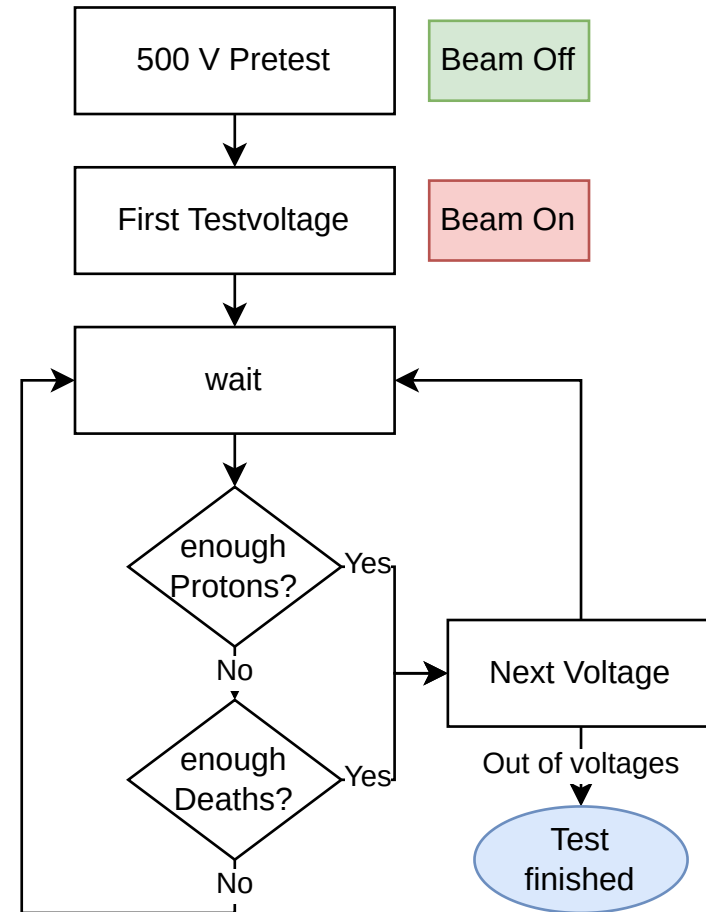 500 V Pretest
Beam Off
First Testvoltage
Beam On
wait
enough
Protons?
Yes
No
Next Voltage
enough
Deaths?
Yes
Out of voltages
No
Test
finished